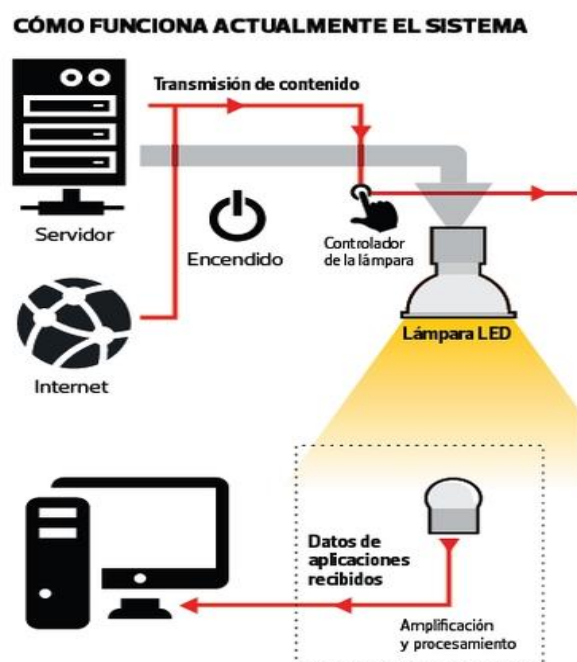 CÓMO FUNCIONA ACTUALMENTE EL SISTEMA
Transmisión de contenido
Servidor
Encendido
Controlador
de la lámpara
Lámpara LED
Internet
Datos de
aplicaciones
recibidos
Amplificación
y procesamiento